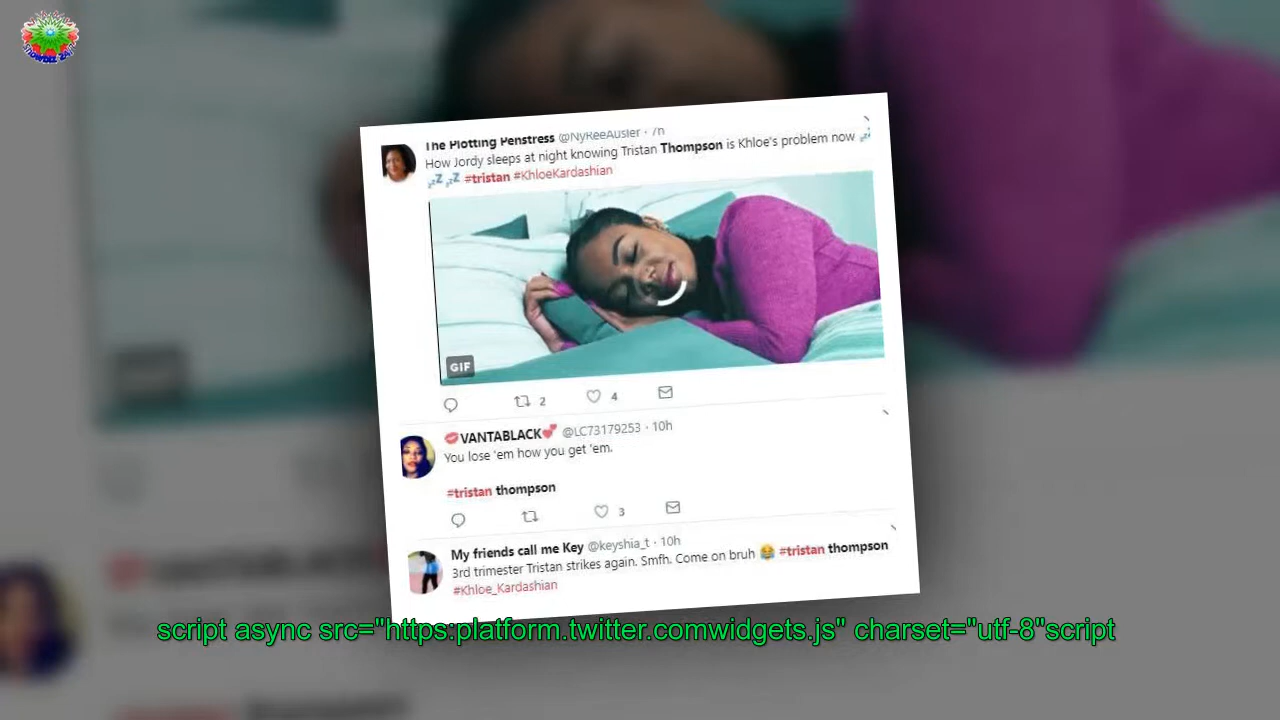 The Plotting Penstress @NyReeAusler · 7h
How Jordy sleeps at night knowing Tristan Thompson is Khloe's problem now 💤
💤💤 #tristan #KhloeKardashian
GIF
2 4
💋VANTABLACK💕 @LC73179253 · 10h
You lose 'em how you get 'em.
#tristan thompson
3
My friends call me Key @keyshia_t · 10h
3rd trimester Tristan strikes again. Smfh. Come on bruh 😂 #tristan thompson
#Khloe_Kardashian
script async src="https:platform.twitter.comwidgets.js" charset="utf-8"script